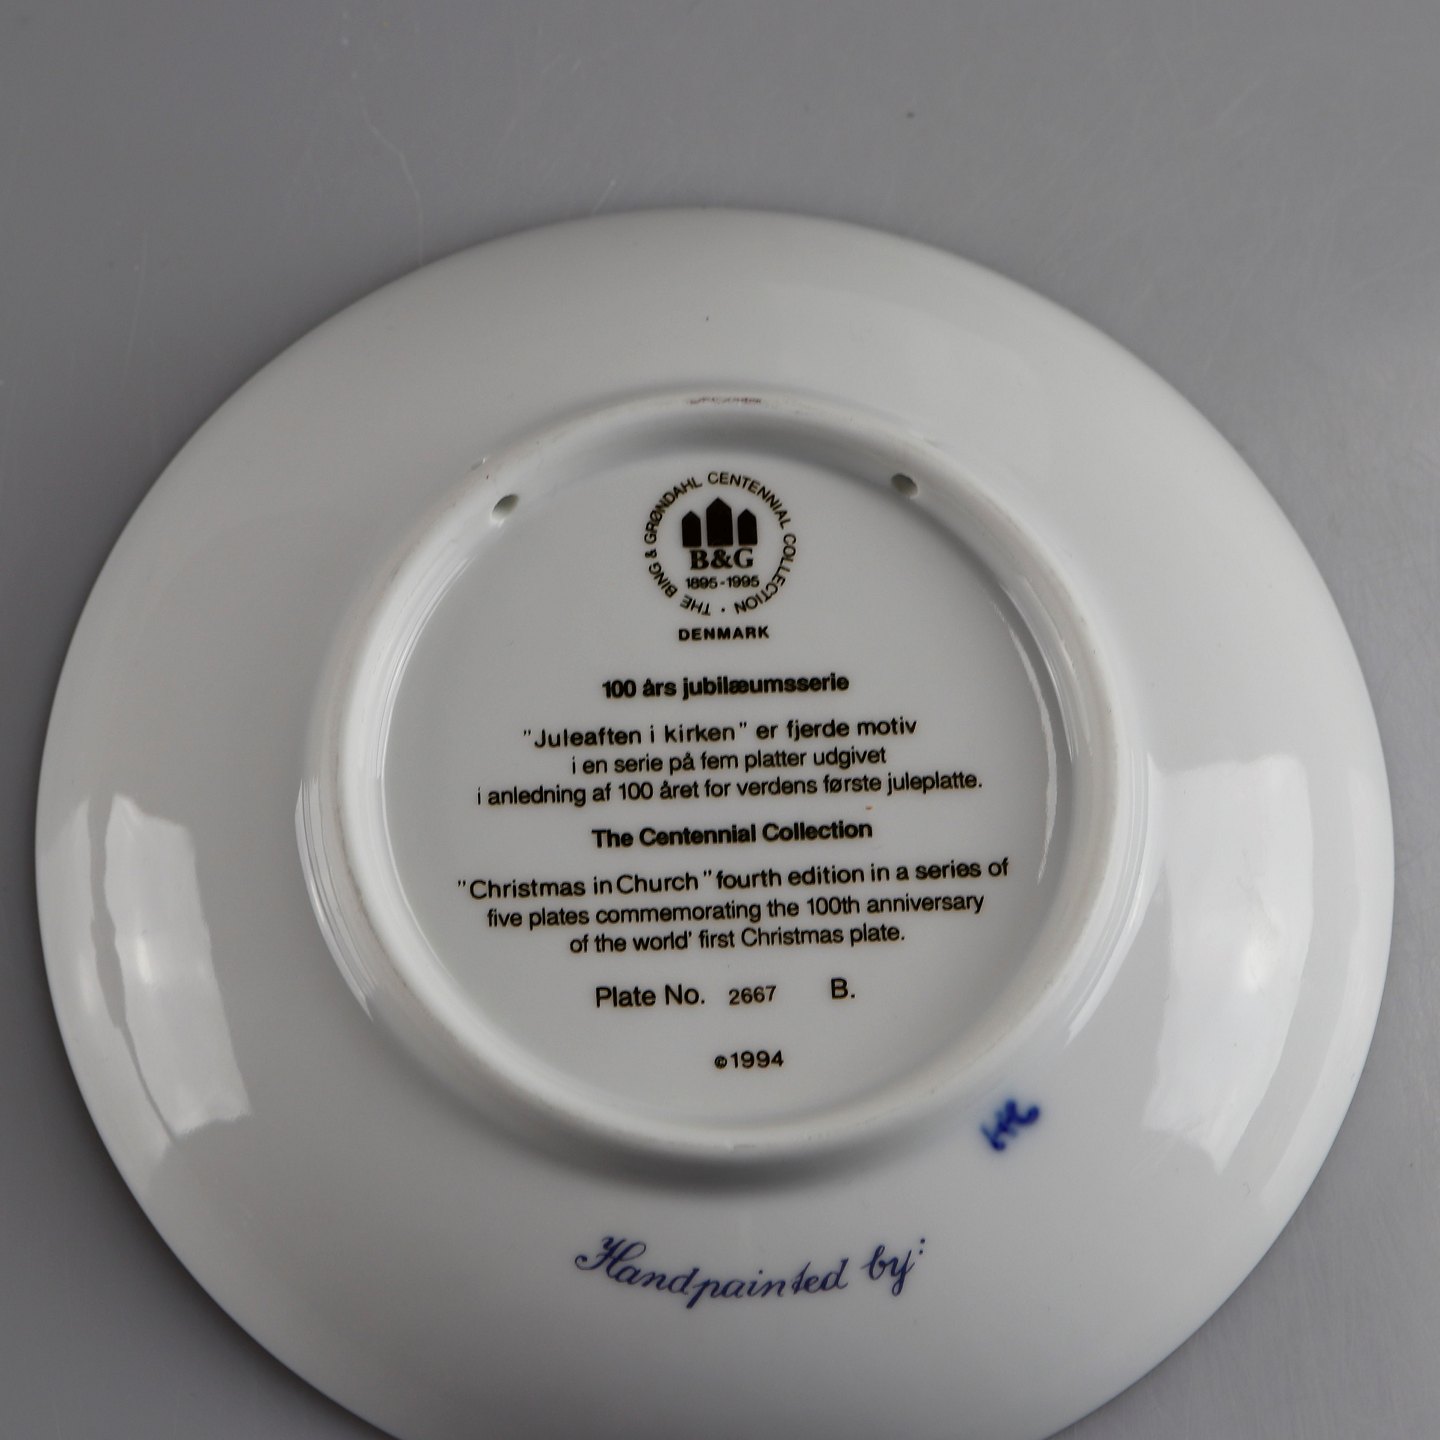 THE BING & GRØNDAHL CENTENNIAL COLLECTION ·
B&G
1895-1995
DENMARK
100 års jubilæumsserie
"Juleaften i kirken" er fjerde motiv
i en serie på fem platter udgivet
i anledning af 100 året for verdens første juleplatte.
The Centennial Collection
"Christmas in Church" fourth edition in a series of
five plates commemorating the 100th anniversary
of the world' first Christmas plate.
Plate No. 2667 B.
©1994
Handpainted by: